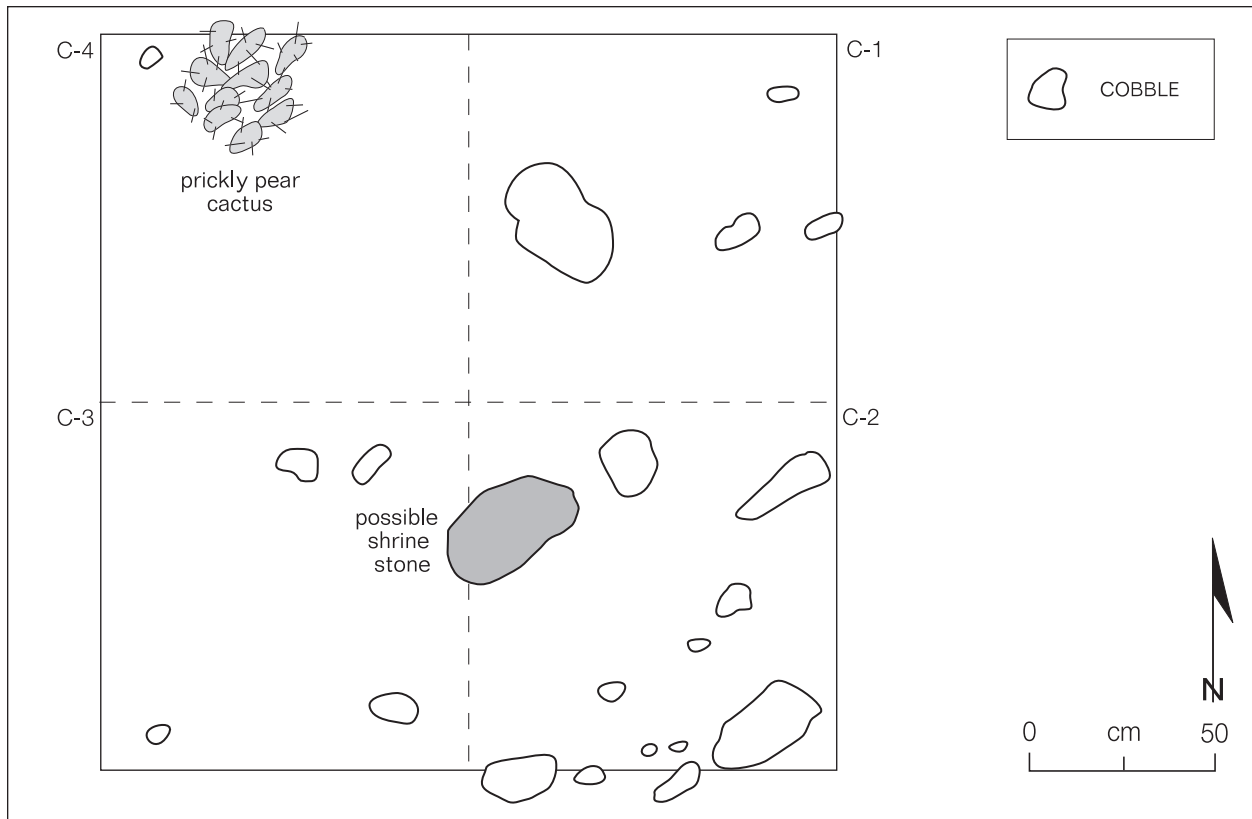 C-4
C-1
COBBLE
prickly pear
cactus
C-3
C-2
possible
shrine
stone
N
0 cm 50